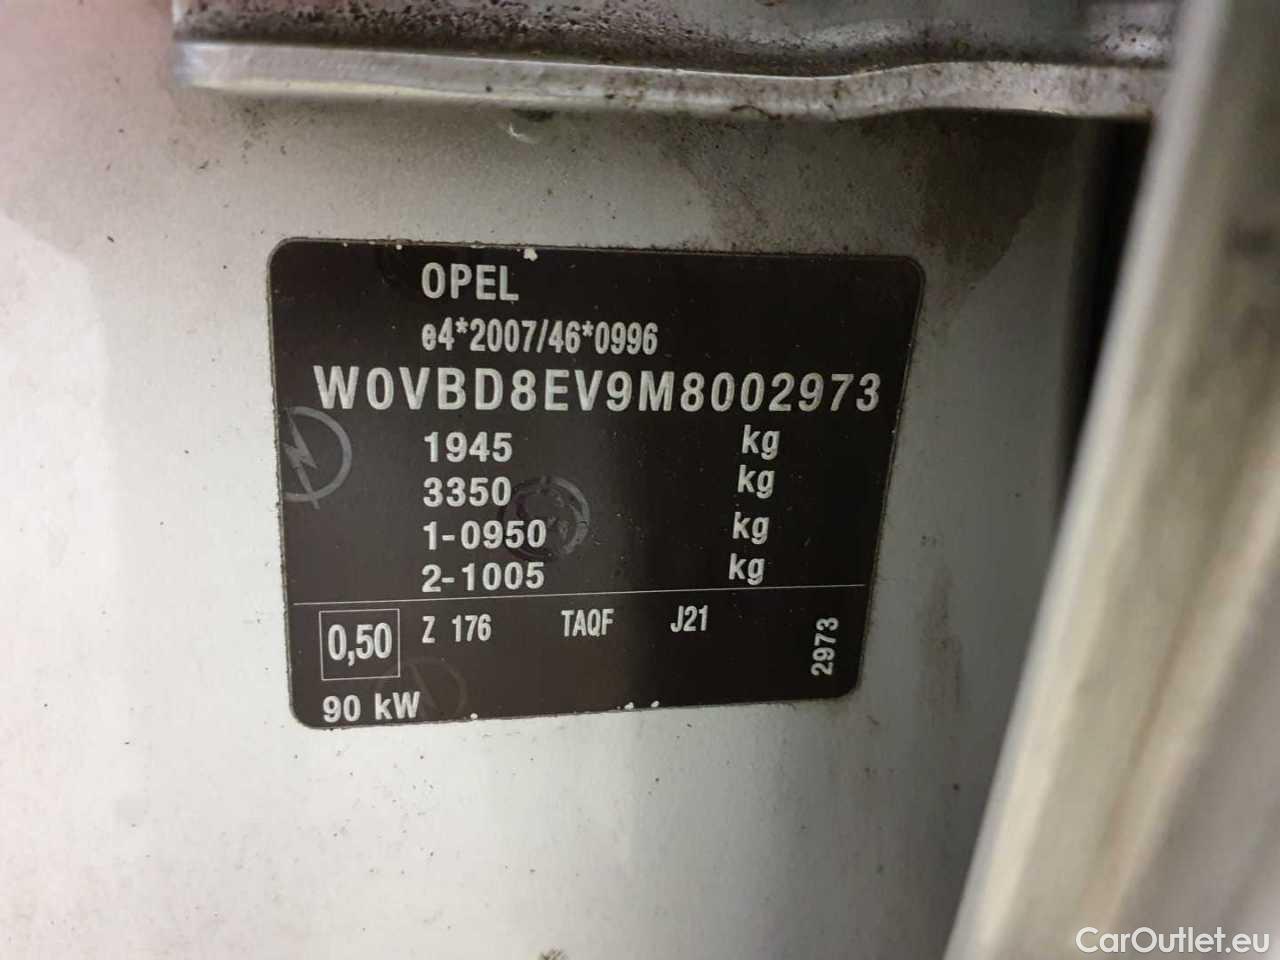 OPEL
e4*2007/46*0996
W0VBD8EV9M8002973
1945 kg
3350 kg
1-0950 kg
2-1005 kg
0,50 Z 176 TAQF J21
2973
90 kW
CarOutlet.eu